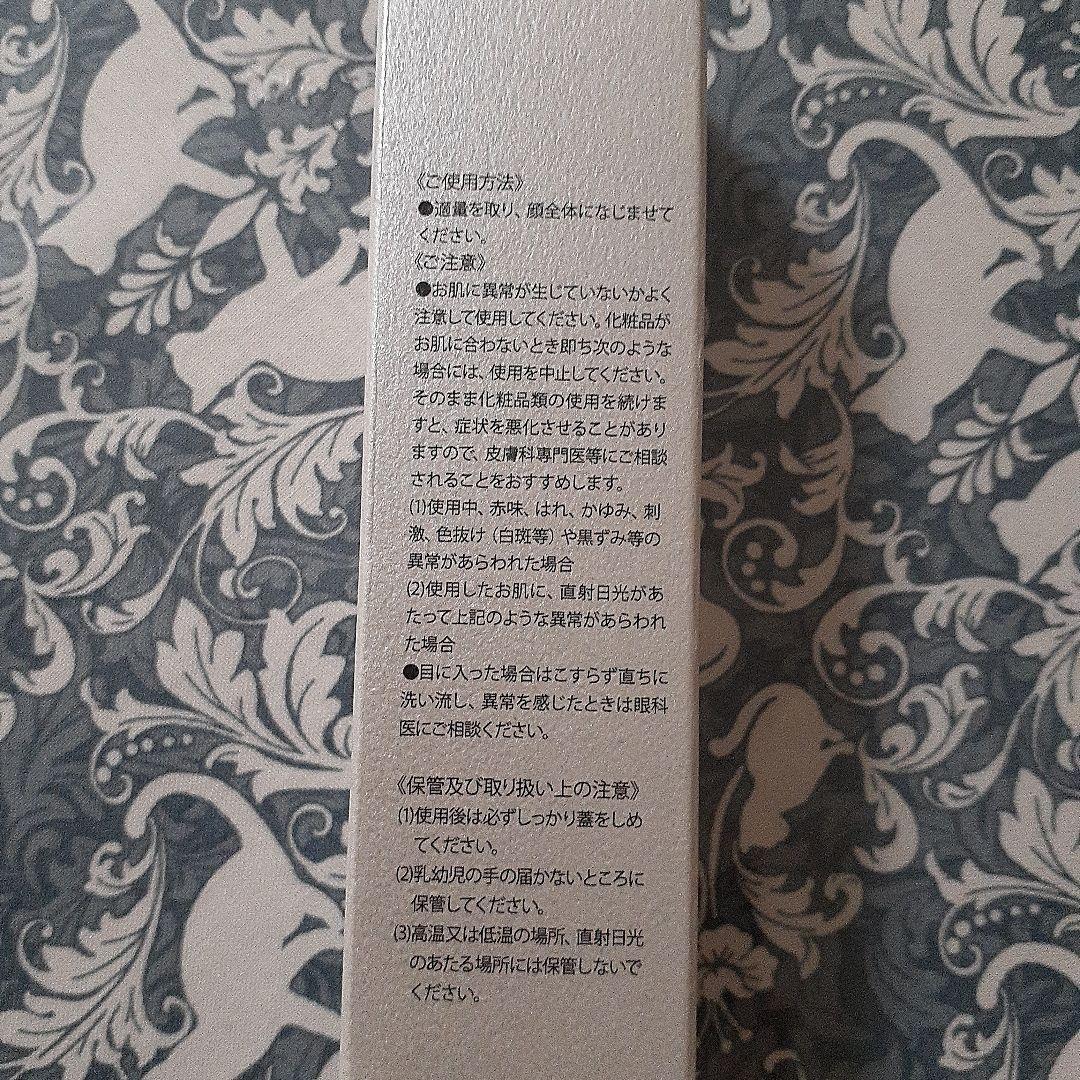 《ご使用方法》
●適量を取り、顔全体になじませて
ください。
《ご注意》
●お肌に異常が生じていないかよく
注意して使用してください。化粧品が
お肌に合わないとき即ち次のような
場合には、使用を中止してください。
そのまま化粧品類の使用を続けま
すと、症状を悪化させることがあり
ますので、皮膚科専門医等にご相談
されることをおすすめします。
(1)使用中、赤味、はれ、かゆみ、刺
激、色抜け（白斑等）や黒ずみ等の
異常があらわれた場合
(2)使用したお肌に、直射日光があ
たって上記のような異常があらわれ
た場合
●目に入った場合はこすらず直ちに
洗い流し、異常を感じたときは眼科
医にご相談ください。
《保管及び取り扱い上の注意》
(1)使用後は必ずしっかり蓋をしめ
てください。
(2)乳幼児の手の届かないところに
保管してください。
(3)高温又は低温の場所、直射日光
のあたる場所には保管しないで
ください。